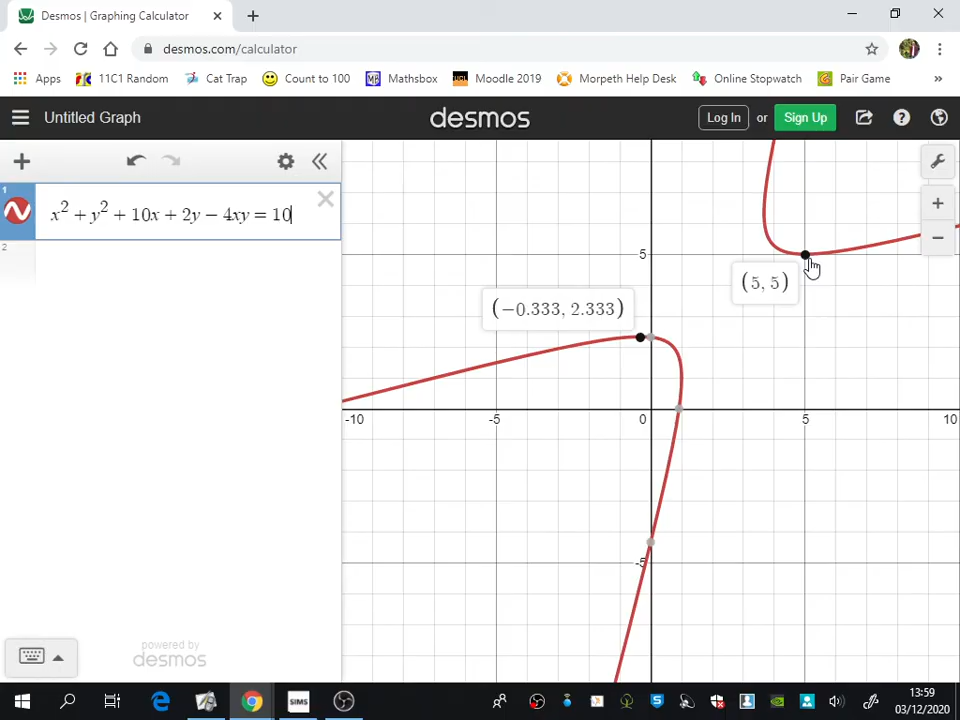 Desmos | Graphing Calculator
desmos.com/calculator
Apps 11C1 Random Cat Trap Count to 100 Mathsbox Moodle 2019 Morpeth Help Desk Online Stopwatch Pair Game »
Untitled Graph desmos Log In or Sign Up
1
x² + y² + 10x + 2y − 4xy = 10
2
5
(5, 5)
(−0.333, 2.333)
-10 -5 0 5 10
-5
powered by
desmos
SIMS
13:59
03/12/2020